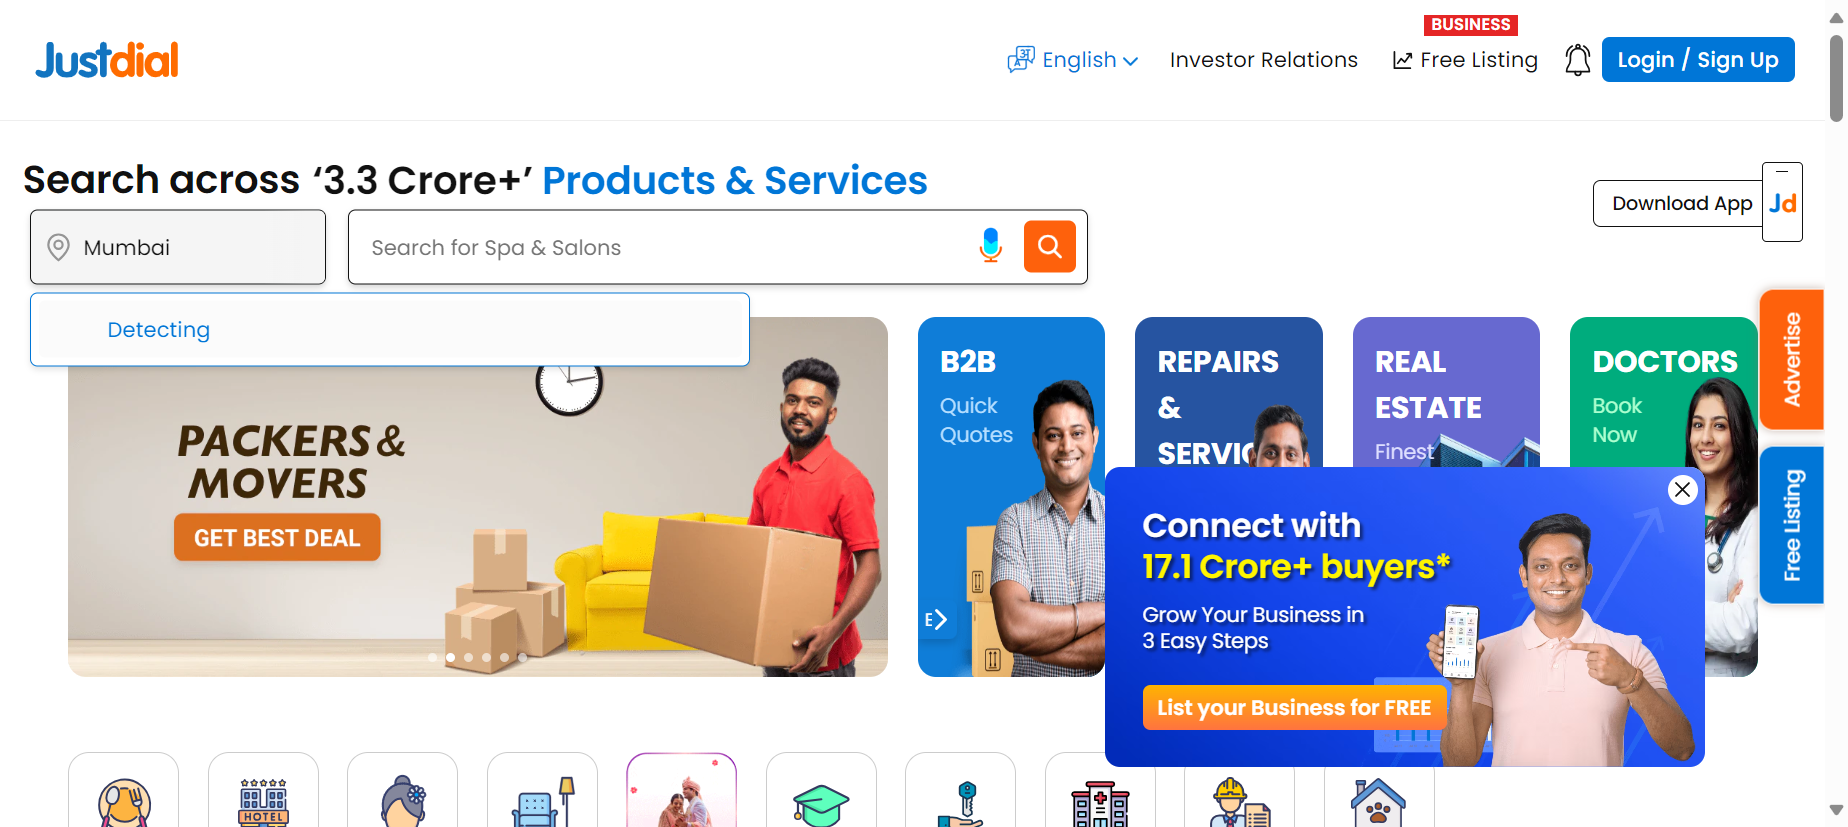 Justdial
English
Investor Relations
BUSINESS
Free Listing
Login / Sign Up
Search across ‘3.3 Crore+’ Products & Services
Download App
Jd
Mumbai
Search for Spa & Salons
Detecting
PACKERS &
MOVERS
GET BEST DEAL
B2B
Quick
Quotes
E
REPAIRS
&
REAL
ESTATE
Finest
DOCTORS
Book
Now
Advertise
Free Listing
Connect with
17.1 Crore+ buyers*
Grow Your Business in
3 Easy Steps
List your Business for FREE
HOTEL